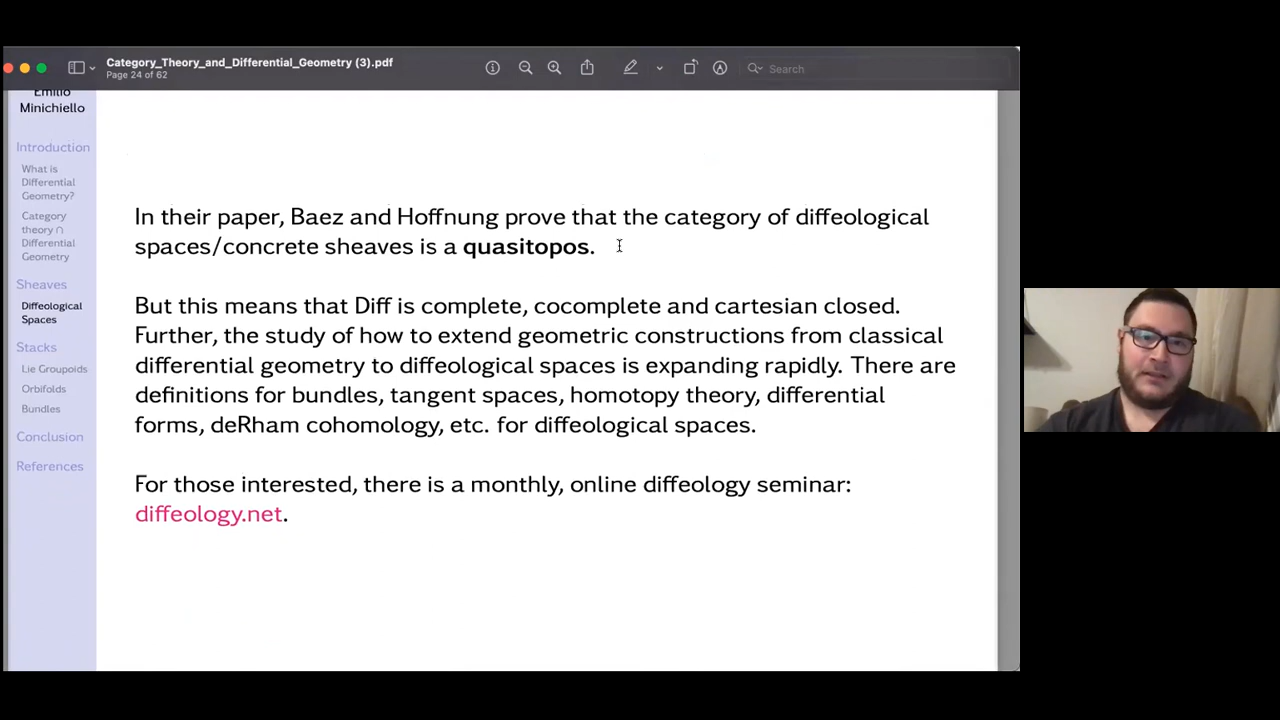 Category_Theory_and_Differential_Geometry (3).pdf
Page 24 of 62
Search
Emilio
Minichiello
Introduction
What is
Differential
Geometry?
Category
theory ∩
Differential
Geometry
Sheaves
Diffeological
Spaces
Stacks
Lie Groupoids
Orbifolds
Bundles
Conclusion
References
In their paper, Baez and Hoffnung prove that the category of diffeological
spaces/concrete sheaves is a quasitopos.
But this means that Diff is complete, cocomplete and cartesian closed.
Further, the study of how to extend geometric constructions from classical
differential geometry to diffeological spaces is expanding rapidly. There are
definitions for bundles, tangent spaces, homotopy theory, differential
forms, deRham cohomology, etc. for diffeological spaces.
For those interested, there is a monthly, online diffeology seminar:
diffeology.net.